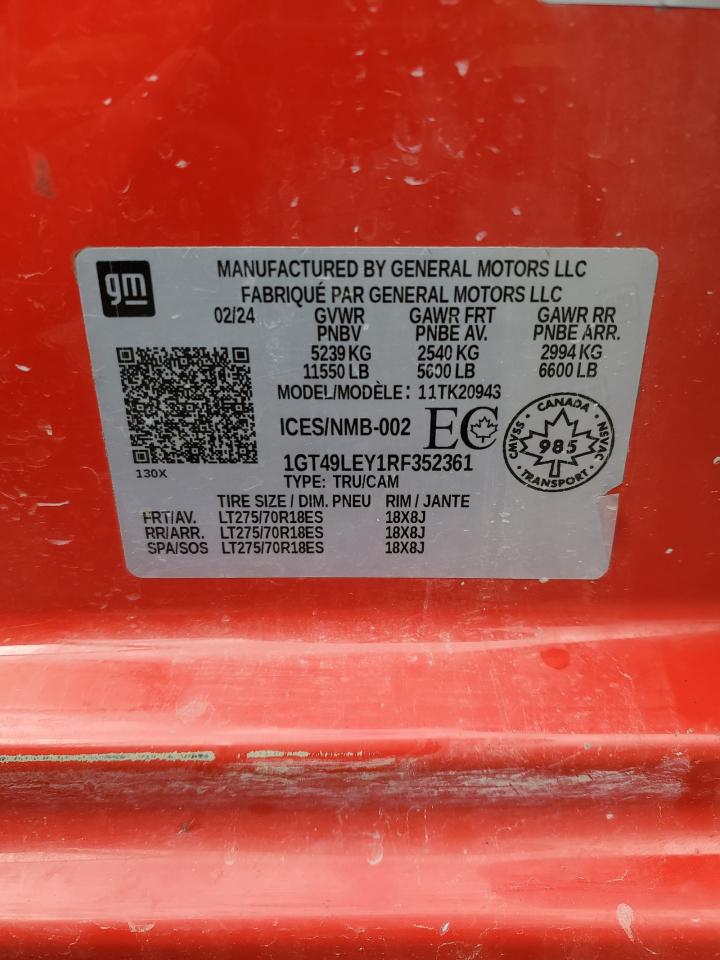 gm
MANUFACTURED BY GENERAL MOTORS LLC
FABRIQUÉ PAR GENERAL MOTORS LLC
02/24 GVWR GAWR FRT GAWR RR
PNBV PNBE AV. PNBE ARR.
5239 KG 2540 KG 2994 KG
11550 LB 5600 LB 6600 LB
MODEL/MODÈLE: 11TK20943
ICES/NMB-002 EC
CANADA
CMVSS 985 NSVAC
TRANSPORT
130X
1GT49LEY1RF352361
TYPE: TRU/CAM
TIRE SIZE / DIM. PNEU RIM / JANTE
FRT/AV. LT275/70R18ES 18X8J
RR/ARR. LT275/70R18ES 18X8J
SPA/SOS LT275/70R18ES 18X8J